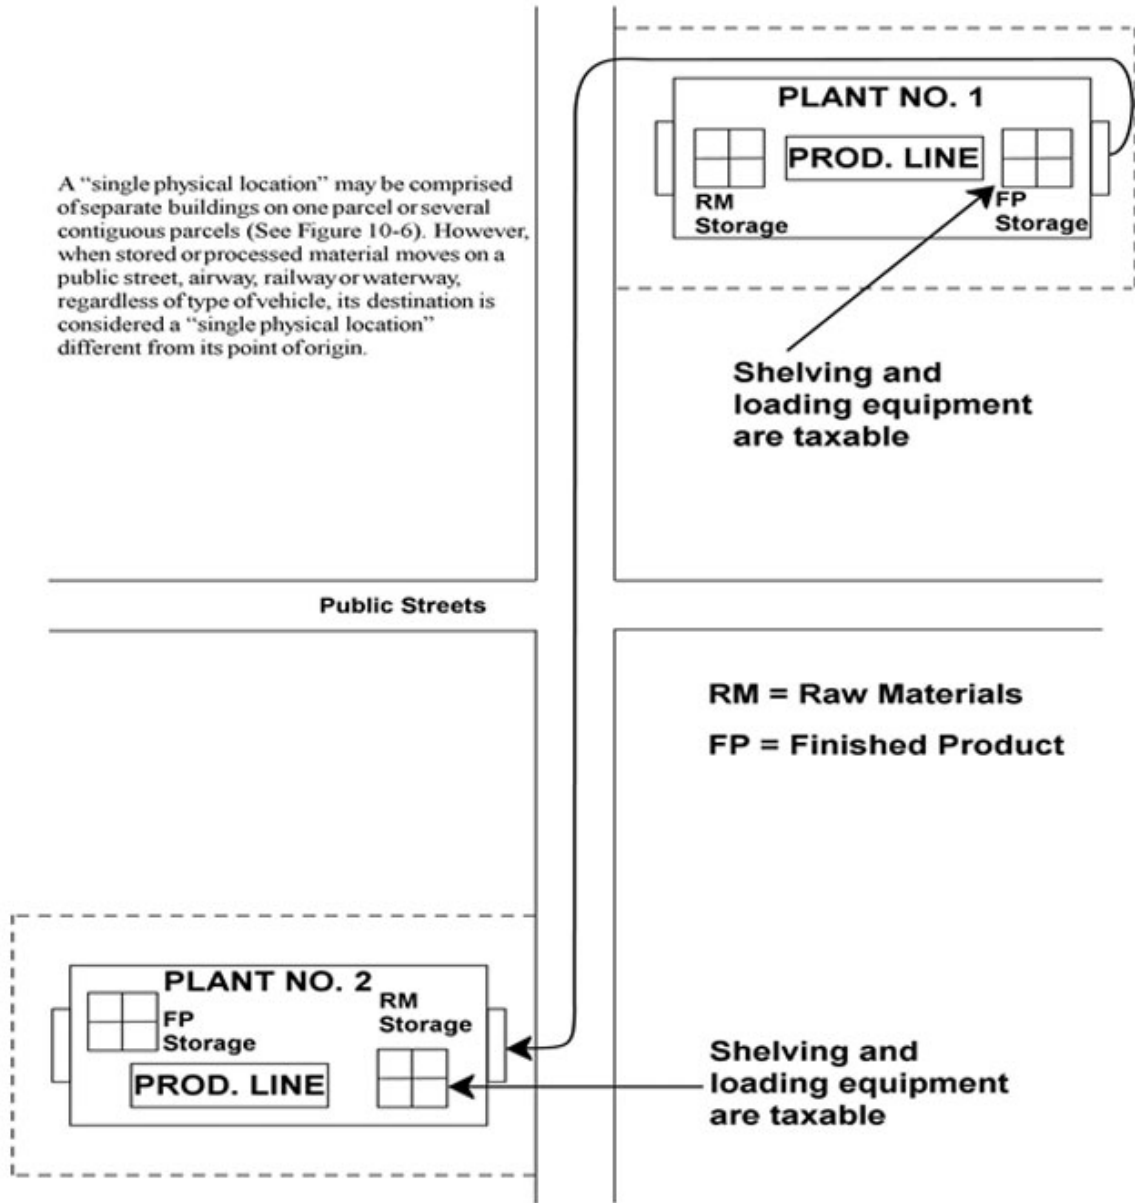 PLANT NO. 1
PROD. LINE
RM
Storage
FP
Storage
A “single physical location” may be comprised
of separate buildings on one parcel or several
contiguous parcels (See Figure 10-6). However,
when stored or processed material moves on a
public street, airway, railway or waterway,
regardless of type of vehicle, its destination is
considered a “single physical location”
different from its point of origin.
Shelving and
loading equipment
are taxable
Public Streets
RM = Raw Materials
FP = Finished Product
PLANT NO. 2
FP
Storage
RM
Storage
PROD. LINE
Shelving and
loading equipment
are taxable